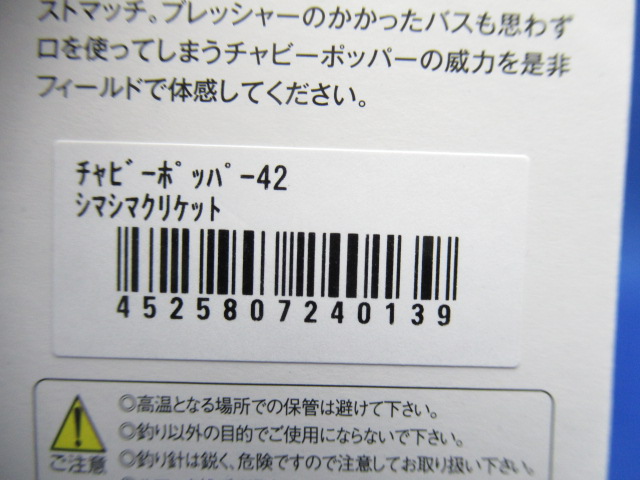 ストマッチ。プレッシャーのかかったバスも思わず
口を使ってしまうチャビーポッパーの威力を是非
フィールドで体感してください。
ﾁｬﾋﾞｰﾎﾟｯﾊﾟｰ42
ｼﾏｼﾏｸﾘｹｯﾄ
4525807240139
◎高温となる場所での保管は避けて下さい。
◎釣り以外の目的でご使用にならないで下さい。
ご注意 ◎釣り針は鋭く、危険ですので注意してお取り扱い下さい。